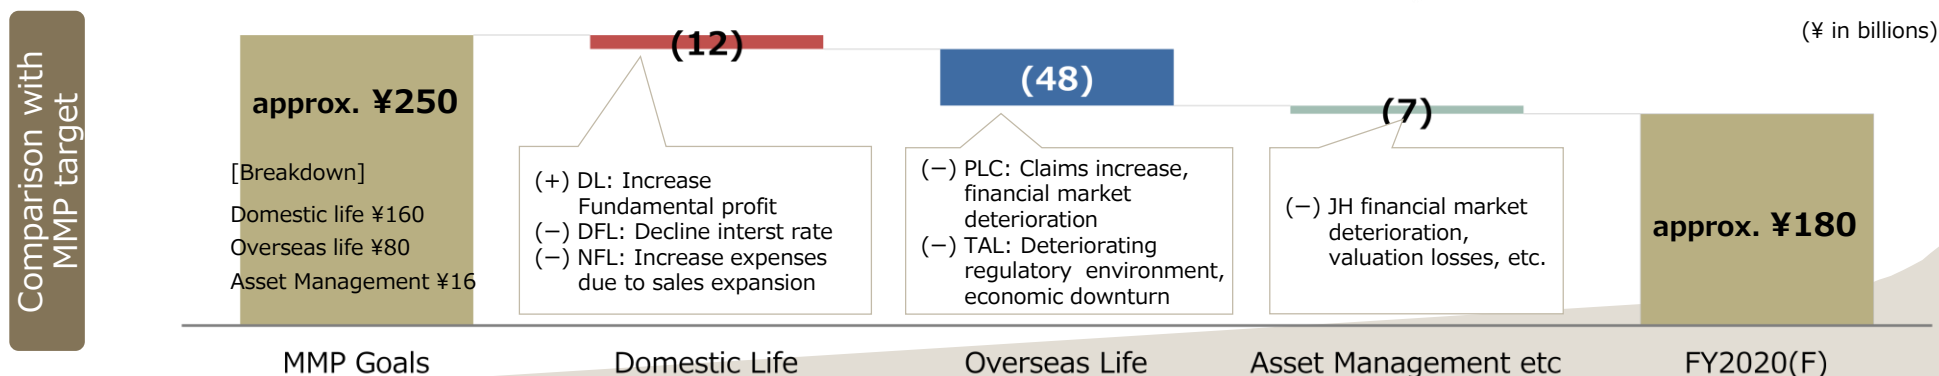 Comparison with
MMP target
(¥ in billions)
approx. ¥250
[Breakdown]
Domestic life ¥160
Overseas life ¥80
Asset Management ¥16
(12)
(+) DL: Increase
Fundamental profit
(−) DFL: Decline interst rate
(−) NFL: Increase expenses
due to sales expansion
(48)
(−) PLC: Claims increase,
financial market
deterioration
(−) TAL: Deteriorating
regulatory environment,
economic downturn
(7)
(−) JH financial market
deterioration,
valuation losses, etc.
approx. ¥180
MMP Goals
Domestic Life
Overseas Life
Asset Management etc
FY2020(F)